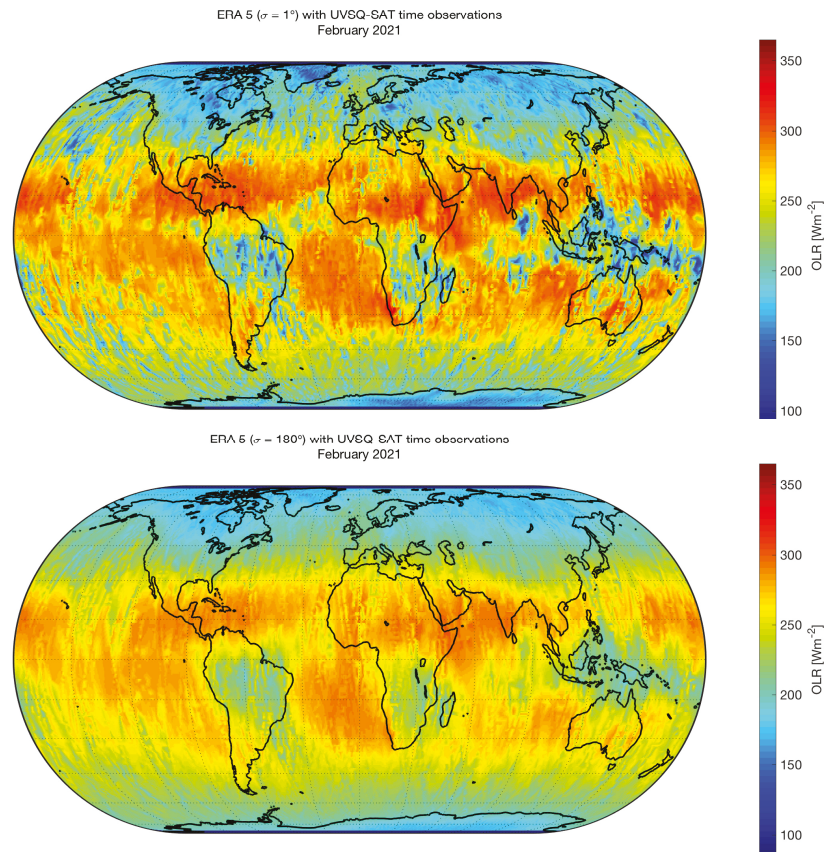 ERA 5 (σ = 1°) with UVSQ-SAT time observations
February 2021
350
300
250
200
150
100
OLR [Wm⁻²]
ERA 5 (σ = 180°) with UVSQ-SAT time observations
February 2021
350
300
250
200
150
100
OLR [Wm⁻²]